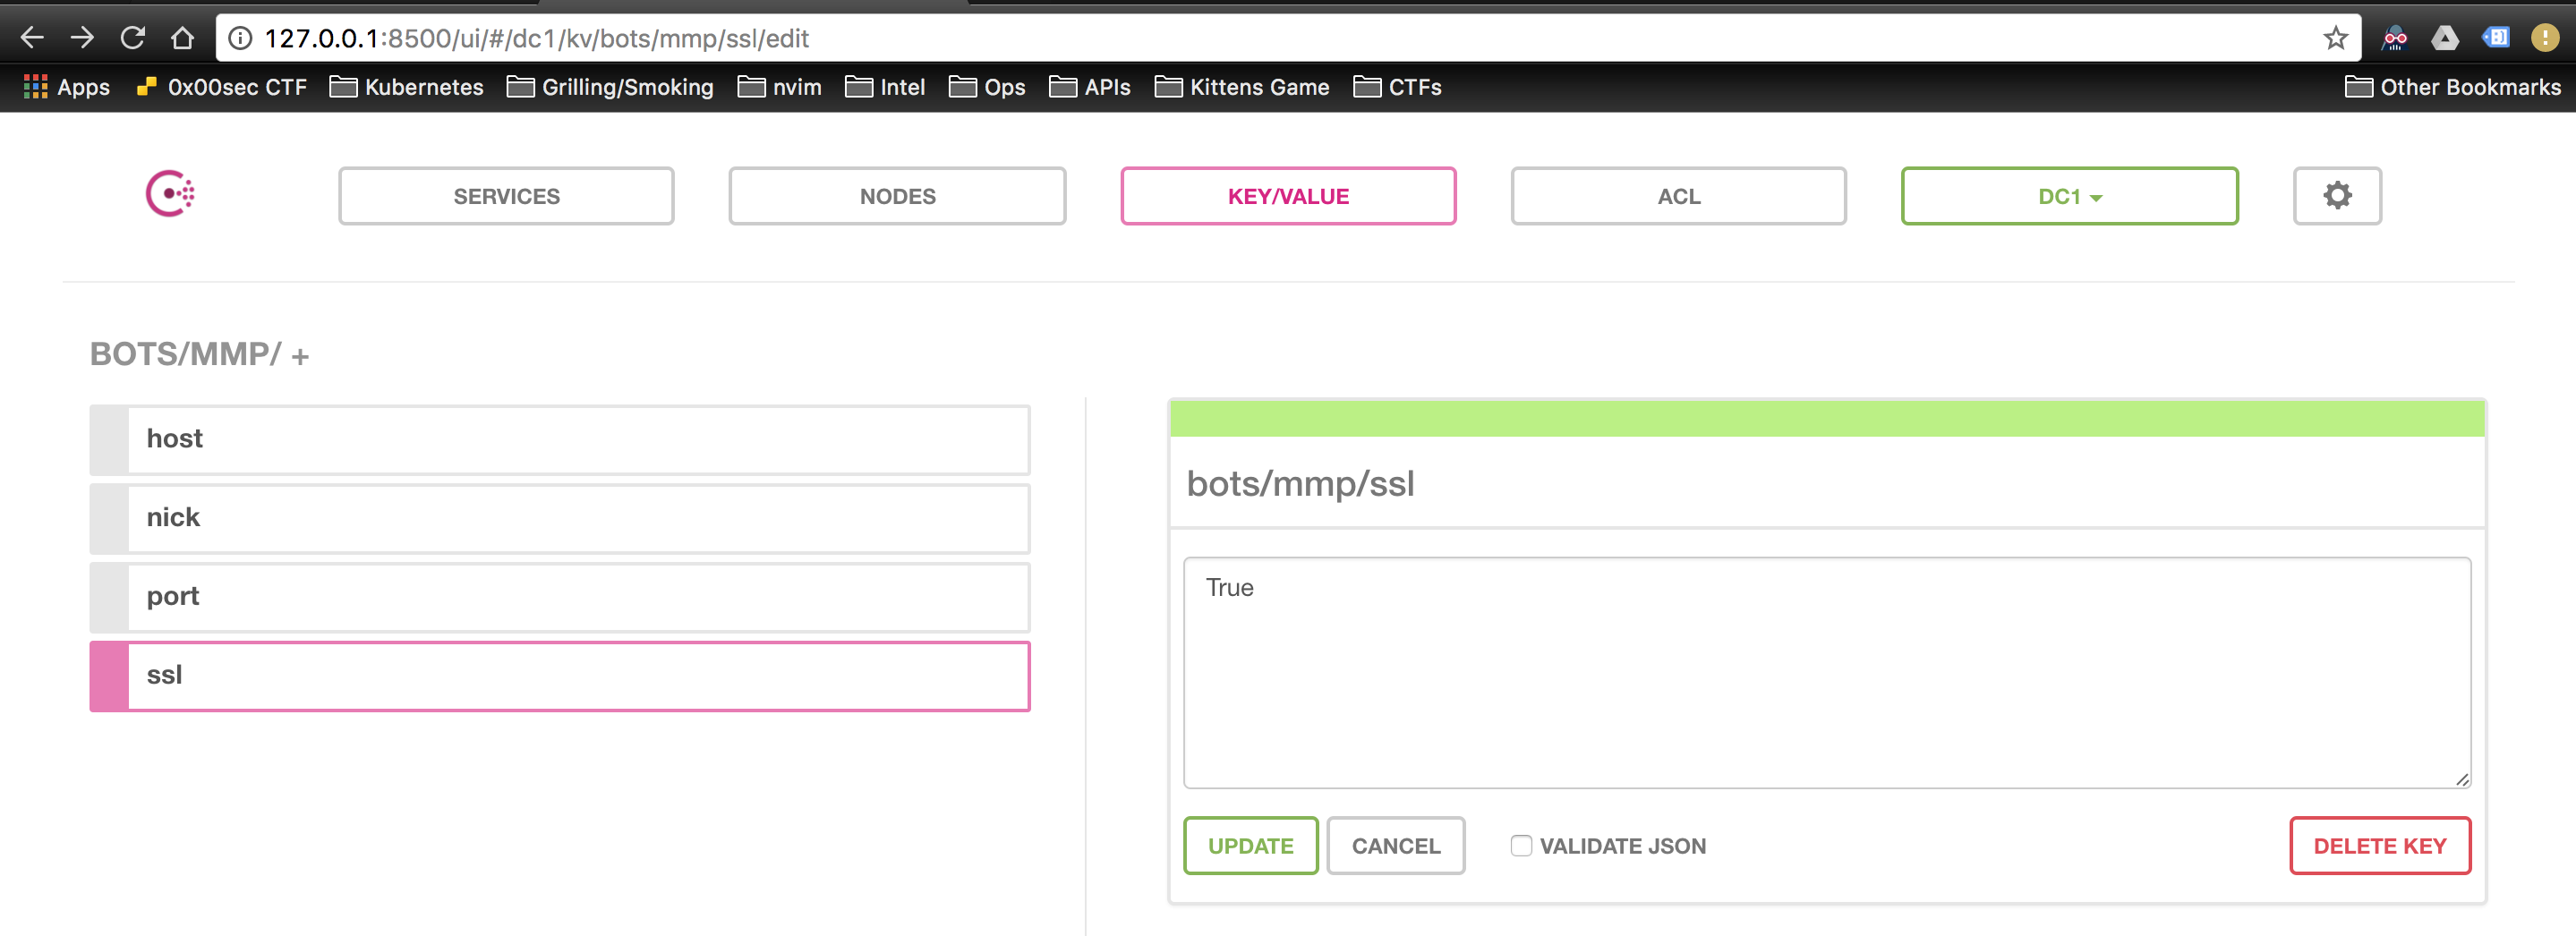 127.0.0.1:8500/ui/#/dc1/kv/bots/mmp/ssl/edit
Apps 0x00sec CTF Kubernetes Grilling/Smoking nvim Intel Ops APIs Kittens Game CTFs Other Bookmarks
SERVICES NODES KEY/VALUE ACL DC1
BOTS/MMP/ +
host
nick
port
ssl
bots/mmp/ssl
True
UPDATE CANCEL VALIDATE JSON DELETE KEY